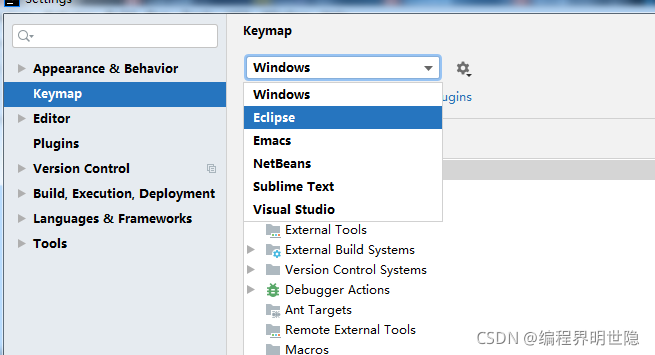 Settings
Appearance & Behavior
Keymap
Editor
Plugins
Version Control
Build, Execution, Deployment
Languages & Frameworks
Tools
Keymap
Windows
Windows
ugins
Eclipse
Emacs
NetBeans
Sublime Text
Visual Studio
External Tools
External Build Systems
Version Control Systems
Debugger Actions
Ant Targets
Remote External Tools
Macros
CSDN @编程界明世隐